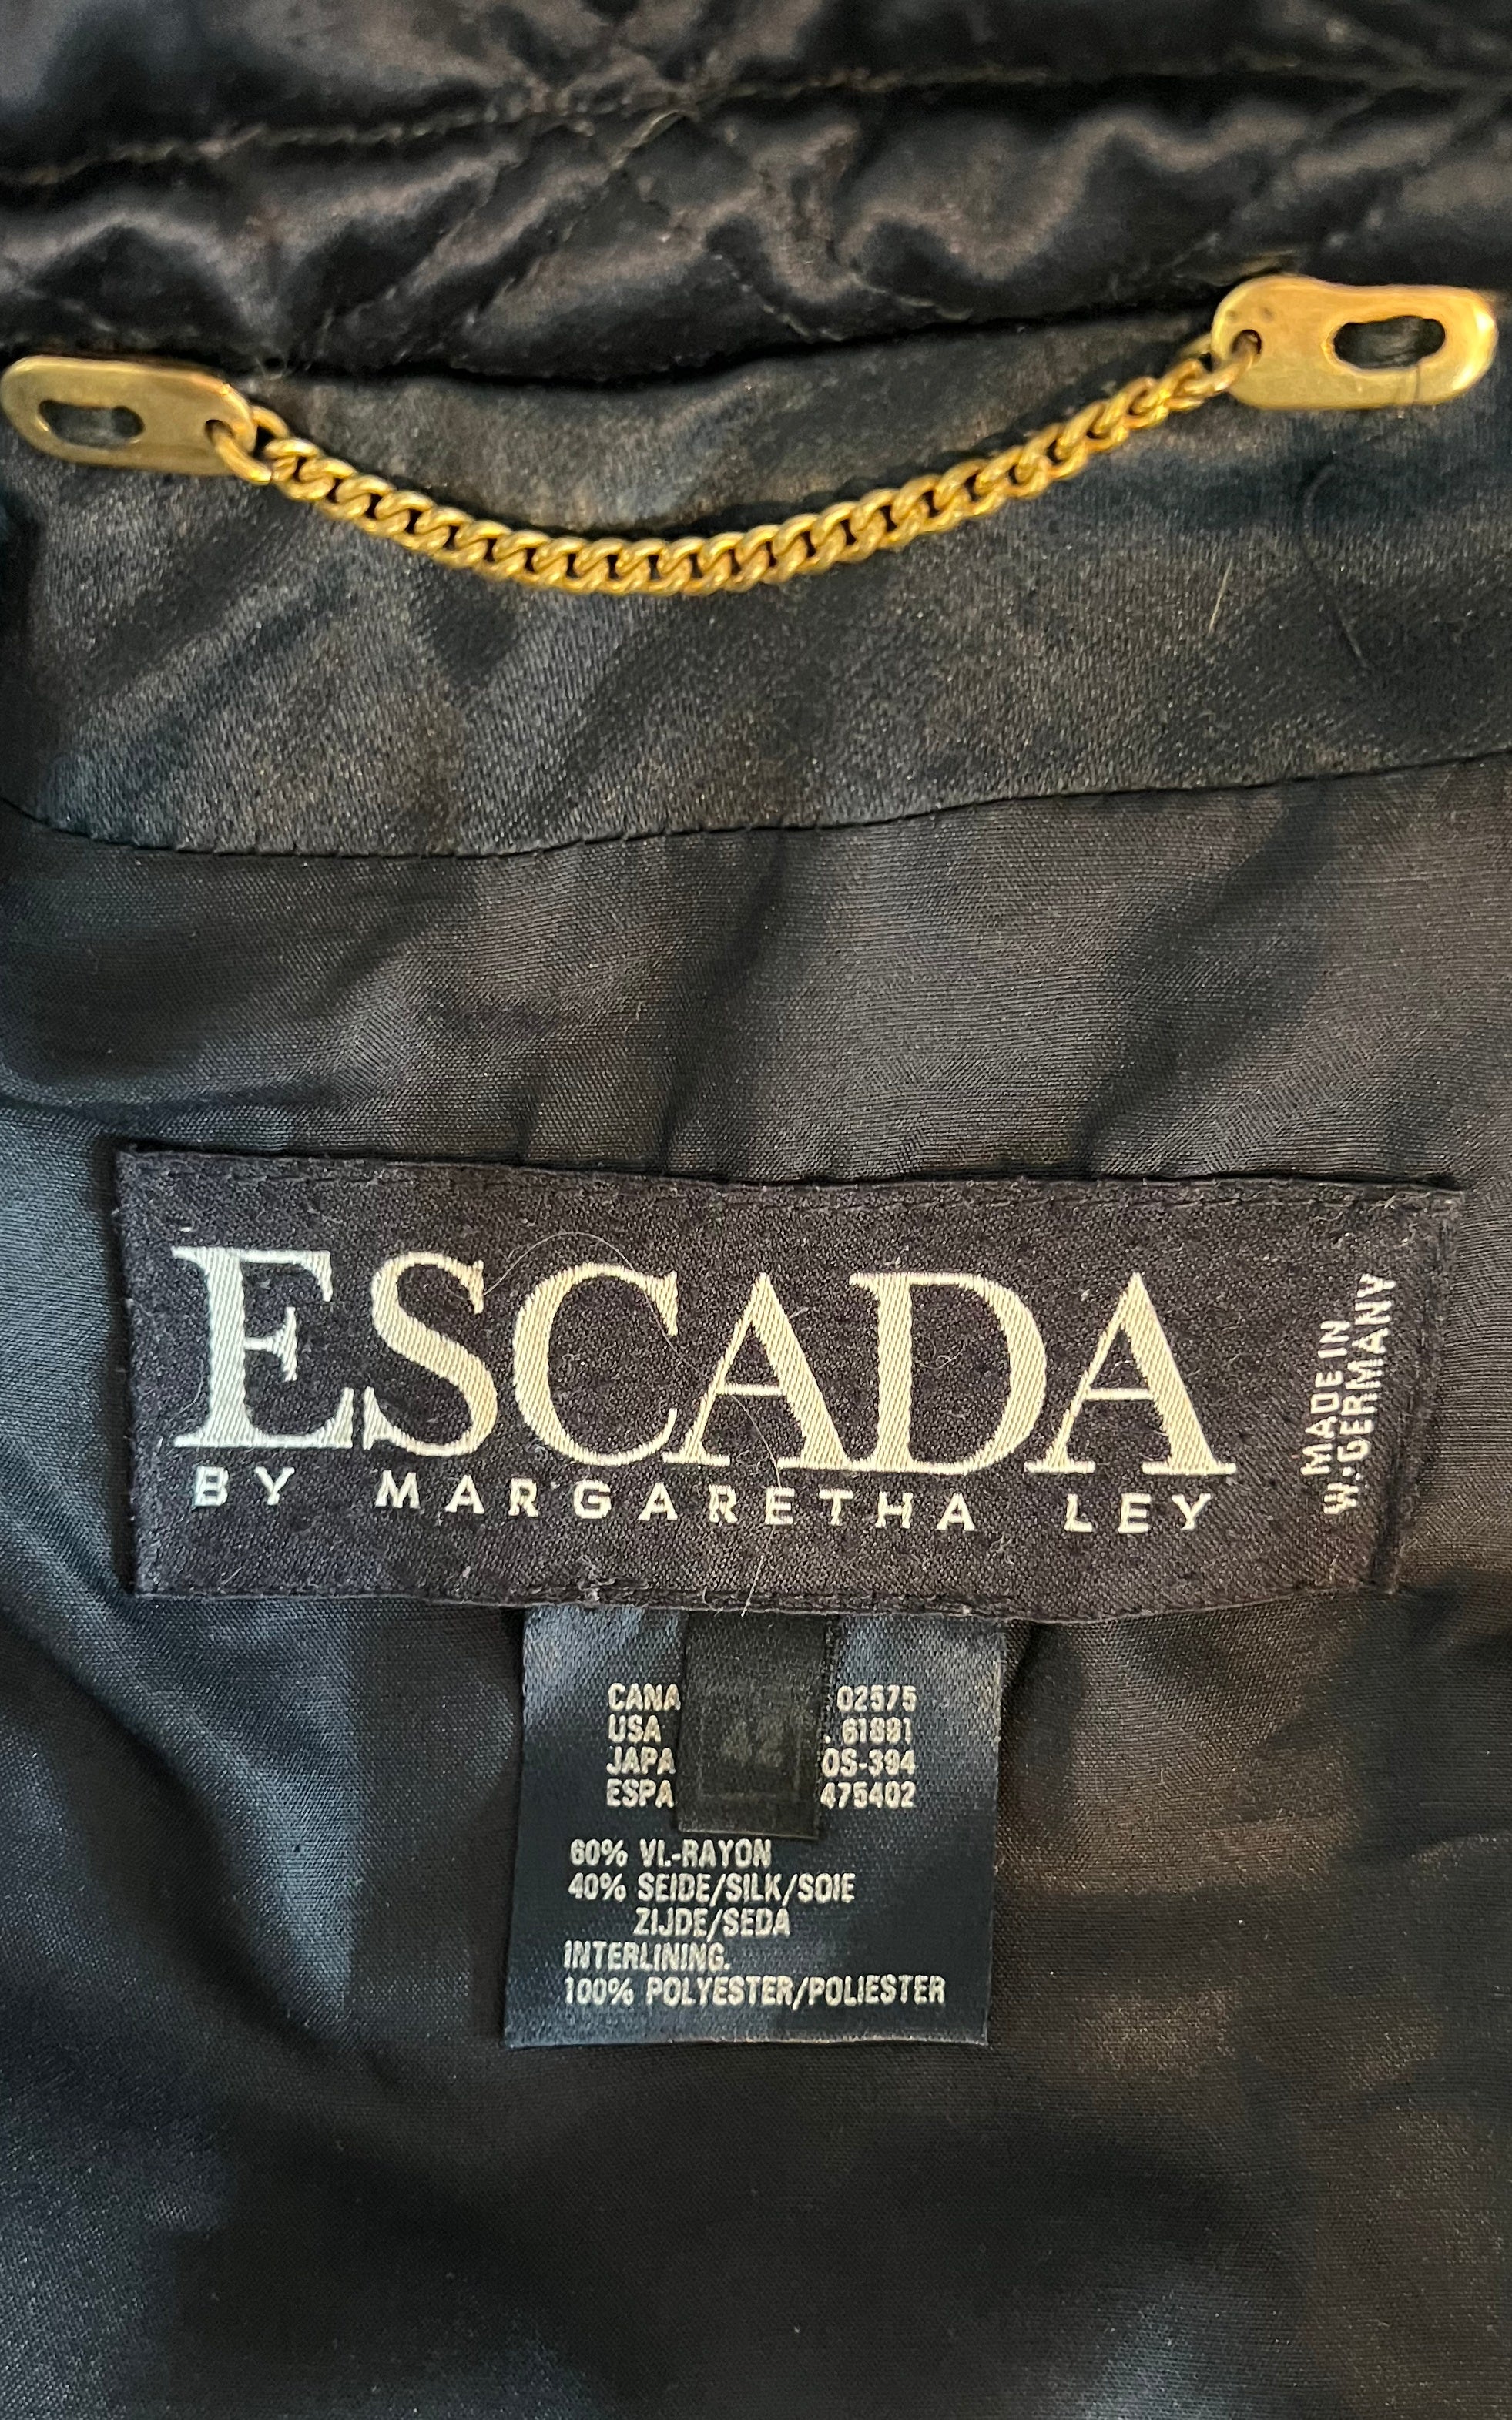 ESCADA
BY MARGARETHA LEY
MADE IN
W.GERMANY
CANA 02575
USA . 61891
JAPA OS-394
ESPA 475402
60% VI.-RAYON
40% SEIDE/SILK/SOIE
ZIJDE/SEDA
INTERLINING.
100% POLYESTER/POLIESTER